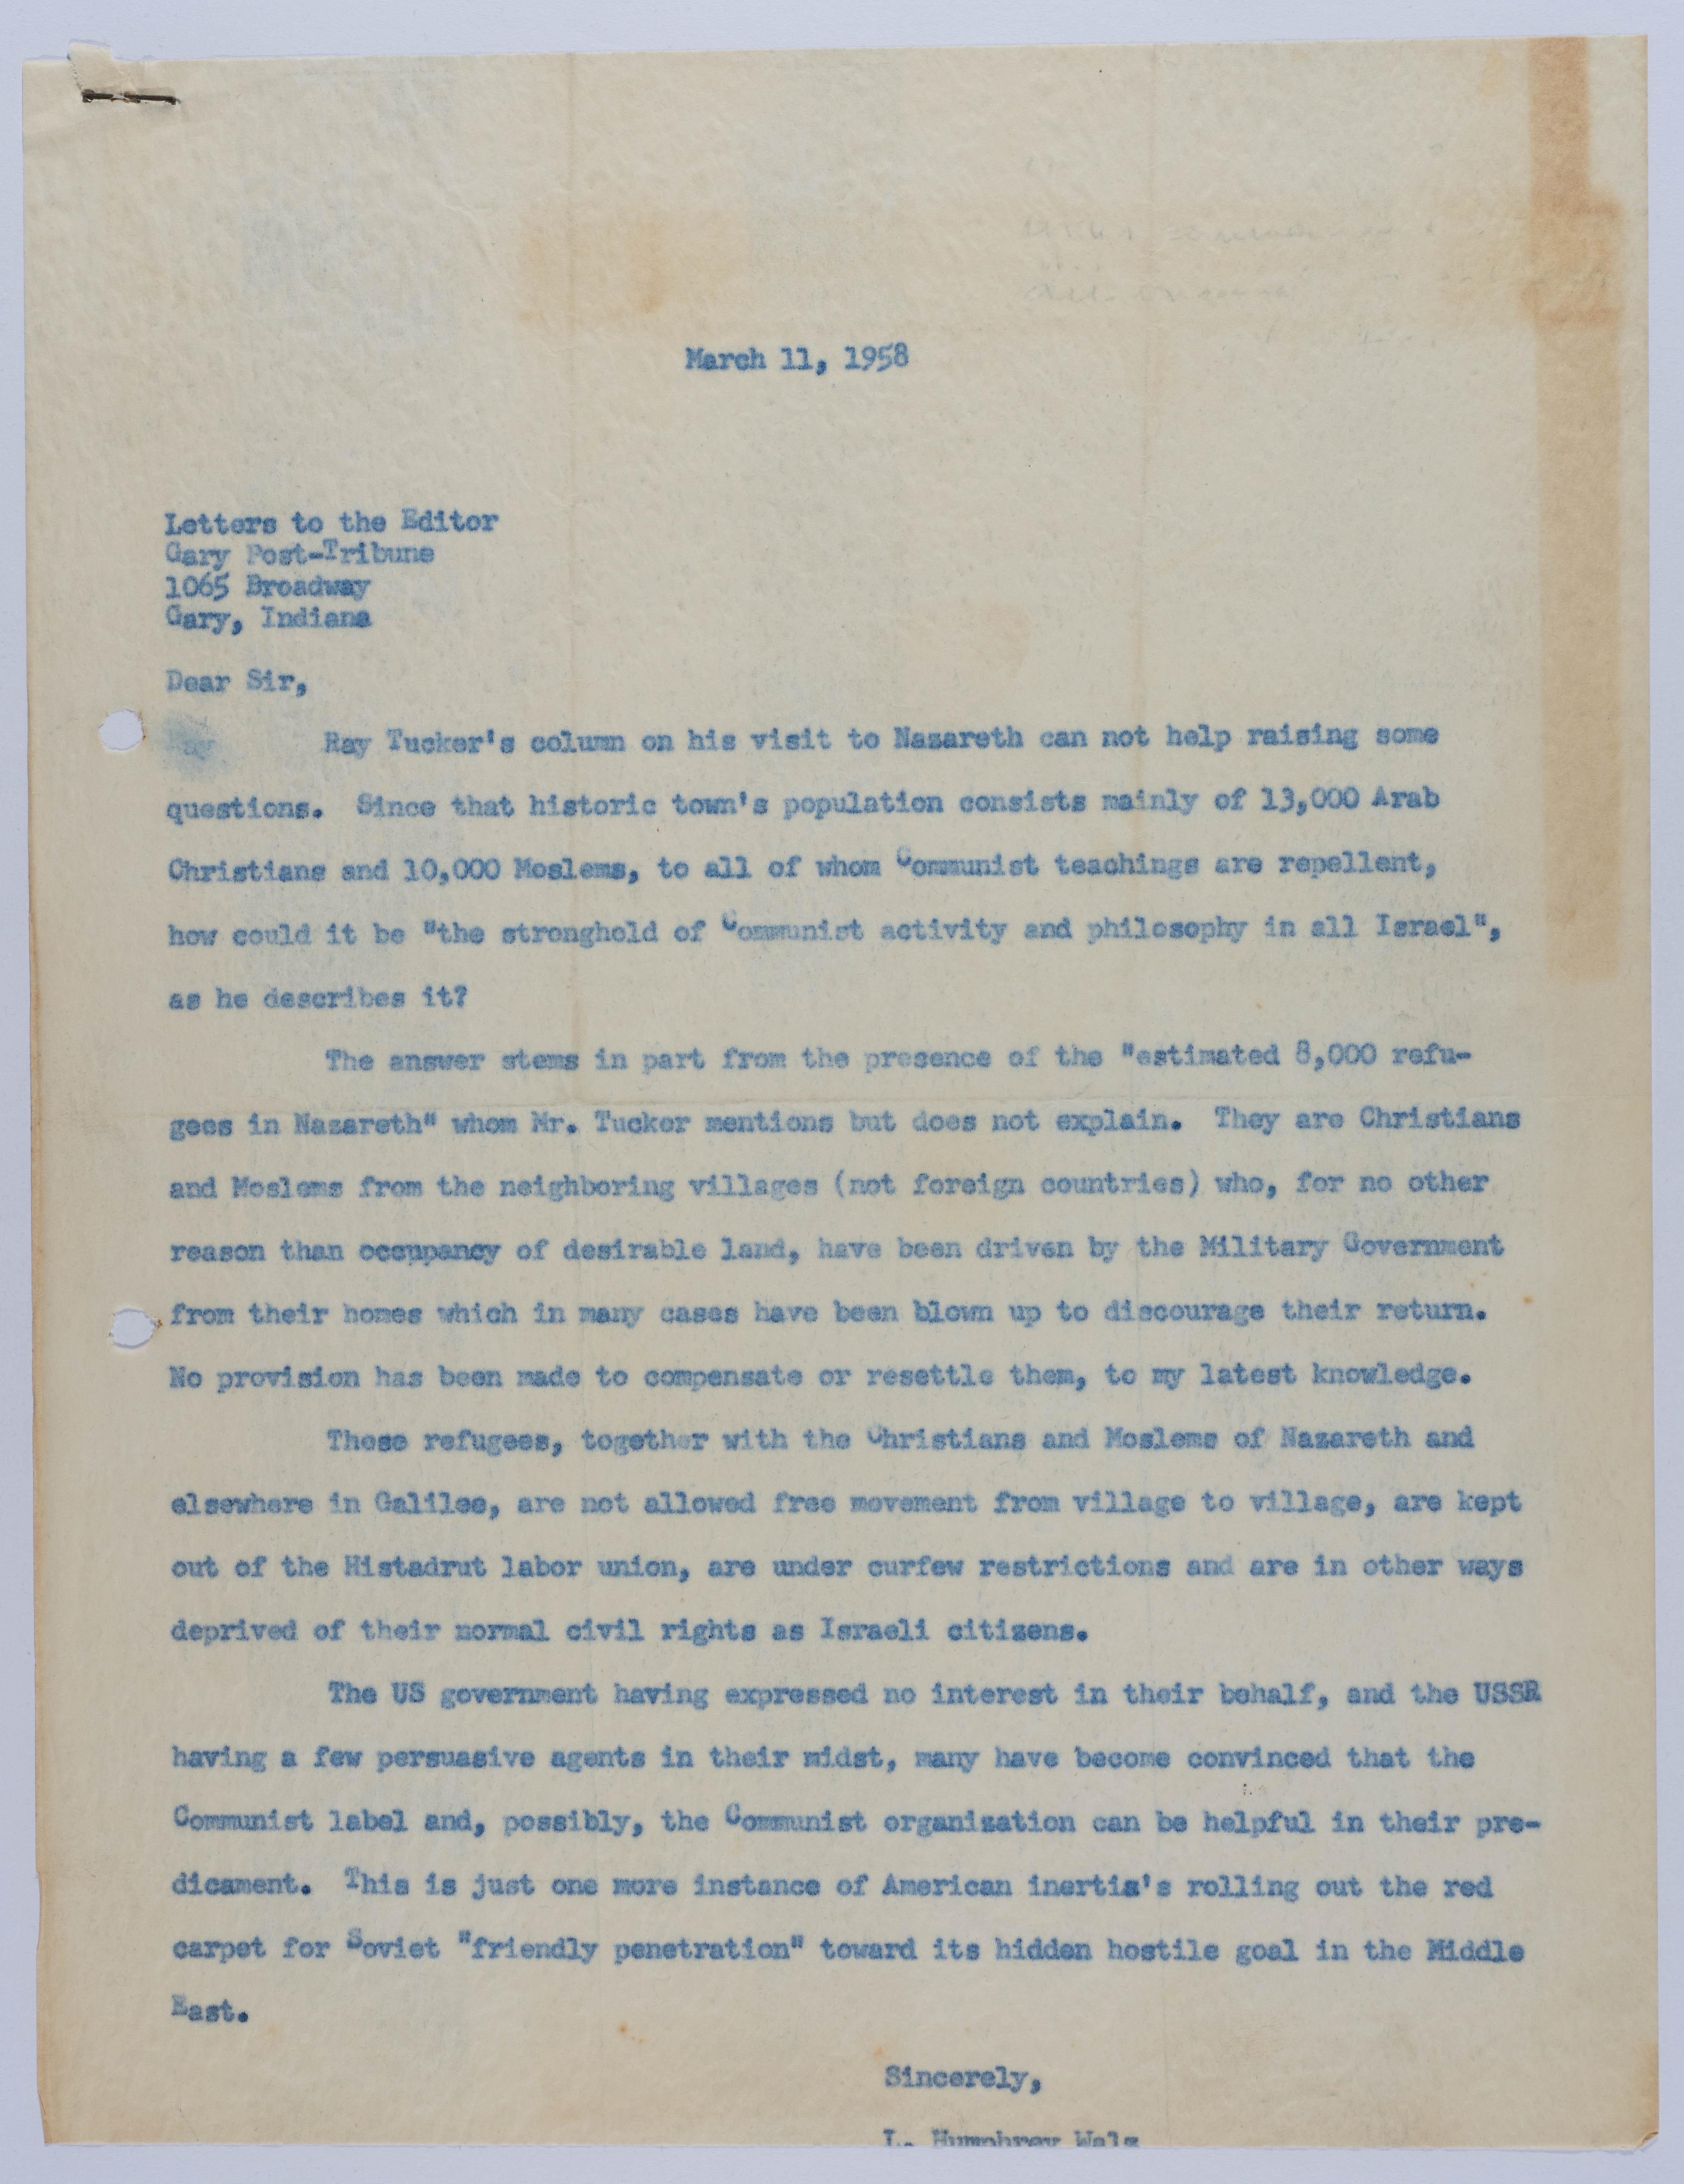 March 11, 1958
Letters to the Editor
Gary Post-Tribune
1065 Broadway
Gary, Indiana
Dear Sir,
Ray Tucker's column on his visit to Nazareth can not help raising some
questions. Since that historic town's population consists mainly of 13,000 Arab
Christians and 10,000 Moslems, to all of whom Communist teachings are repellent,
how could it be "the stronghold of Communist activity and philosophy in all Israel",
as he describes it?
The answer stems in part from the presence of the "estimated 8,000 refu-
gees in Nazareth" whom Mr. Tucker mentions but does not explain. They are Christians
and Moslems from the neighboring villages (not foreign countries) who, for no other
reason than occupancy of desirable land, have been driven by the Military Government
from their homes which in many cases have been blown up to discourage their return.
No provision has been made to compensate or resettle them, to my latest knowledge.
These refugees, together with the Christians and Moslems of Nazareth and
elsewhere in Galilee, are not allowed free movement from village to village, are kept
out of the Histadrut labor union, are under curfew restrictions and are in other ways
deprived of their normal civil rights as Israeli citizens.
The US government having expressed no interest in their behalf, and the USSR
having a few persuasive agents in their midst, many have become convinced that the
Communist label and, possibly, the Communist organization can be helpful in their pre-
dicament. This is just one more instance of American inertia's rolling out the red
carpet for Soviet "friendly penetration" toward its hidden hostile goal in the Middle
East.
Sincerely,
L. Humphrey Walz